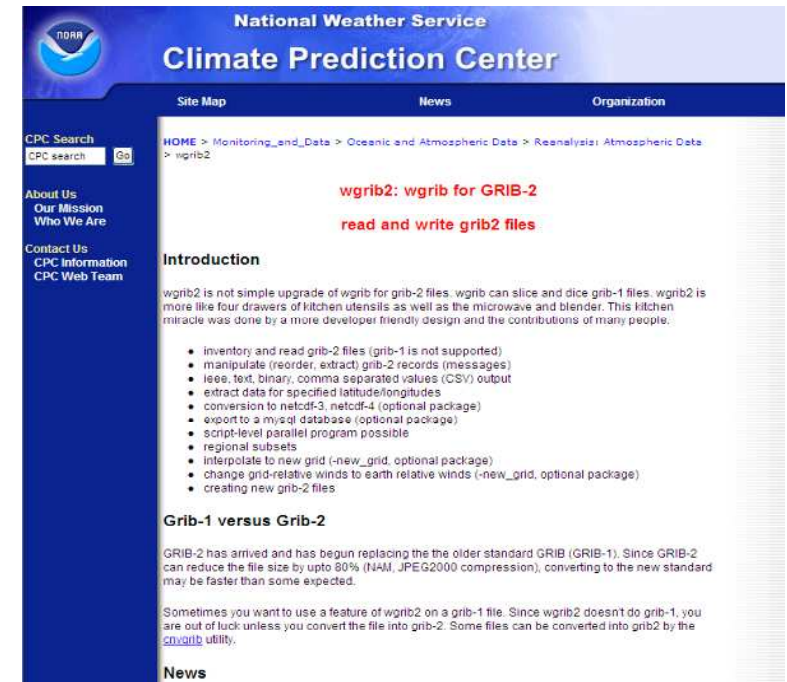 NOAA
National Weather Service
Climate Prediction Center
Site Map
News
Organization
CPC Search
CPC search
Go
About Us
Our Mission
Who We Are
Contact Us
CPC Information
CPC Web Team
HOME > Monitoring_and_Data > Oceanic and Atmospheric Data > Reanalysis: Atmospheric Data
> wgrib2
wgrib2: wgrib for GRIB-2
read and write grib2 files
Introduction
wgrib2 is not simple upgrade of wgrib for grib-2 files. wgrib can slice and dice grib-1 files. wgrib2 is
more like four drawers of kitchen utensils as well as the microwave and blender. This kitchen
miracle was done by a more developer friendly design and the contributions of many people.
• inventory and read grib-2 files (grib-1 is not supported)
• manipulate (reorder, extract) grib-2 records (messages)
• ieee, text, binary, comma separated values (CSV) output
• extract data for specified latitude/longitudes
• conversion to netcdf-3, netcdf-4 (optional package)
• export to a mysql database (optional package)
• script-level parallel program possible
• regional subsets
• interpolate to new grid (-new_grid, optional package)
• change grid-relative winds to earth relative winds (-new_grid, optional package)
• creating new grib-2 files
Grib-1 versus Grib-2
GRIB-2 has arrived and has begun replacing the the older standard GRIB (GRIB-1). Since GRIB-2
can reduce the file size by upto 80% (NAM, JPEG2000 compression), converting to the new standard
may be faster than some expected.
Sometimes you want to use a feature of wgrib2 on a grib-1 file. Since wgrib2 doesn't do grib-1, you
are out of luck unless you convert the file into grib-2. Some files can be converted into grib2 by the
cnvgrib utility.
News